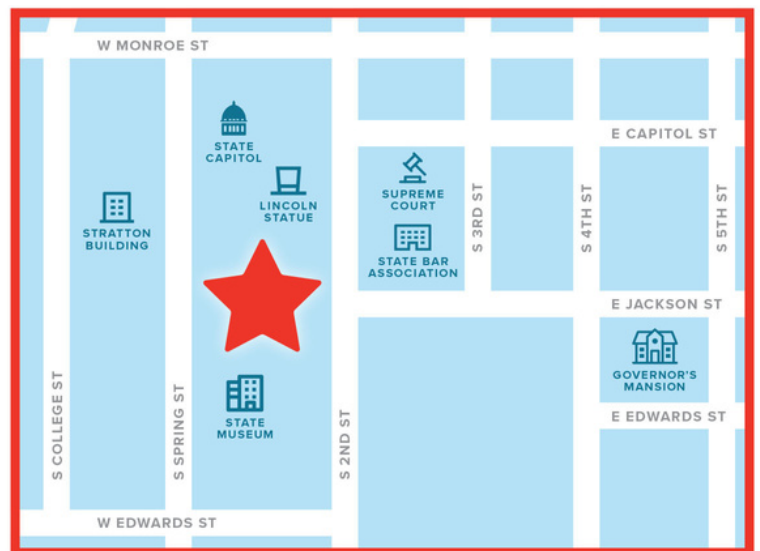 W MONROE ST
E CAPITOL ST
STATE
CAPITOL
SUPREME
COURT
LINCOLN
STATUE
STRATTON
BUILDING
STATE BAR
ASSOCIATION
S 3RD ST
S 4TH ST
S 5TH ST
E JACKSON ST
GOVERNOR'S
MANSION
STATE
MUSEUM
E EDWARDS ST
S COLLEGE ST
S SPRING ST
S 2ND ST
W EDWARDS ST